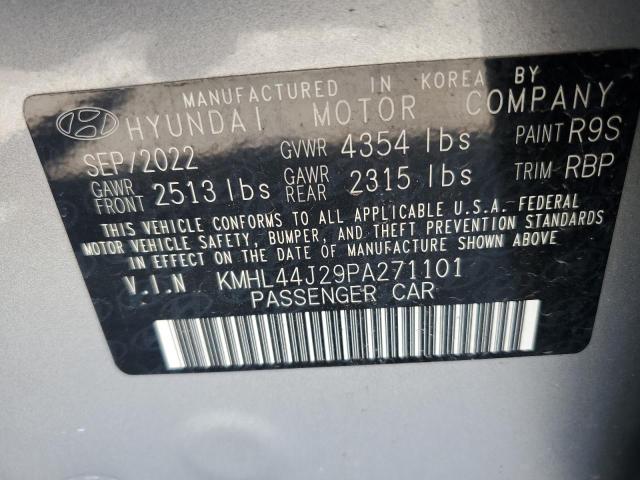 MANUFACTURED IN KOREA BY
HYUNDAI MOTOR COMPANY
SEP/2022 GVWR 4354 lbs PAINT R9S
GAWR FRONT 2513 lbs GAWR REAR 2315 lbs TRIM RBP
THIS VEHICLE CONFORMS TO ALL APPLICABLE U.S.A. FEDERAL
MOTOR VEHICLE SAFETY, BUMPER, AND THEFT PREVENTION STANDARDS
IN EFFECT ON THE DATE OF MANUFACTURE SHOWN ABOVE
V.I.N KMHL44J29PA271101
PASSENGER CAR